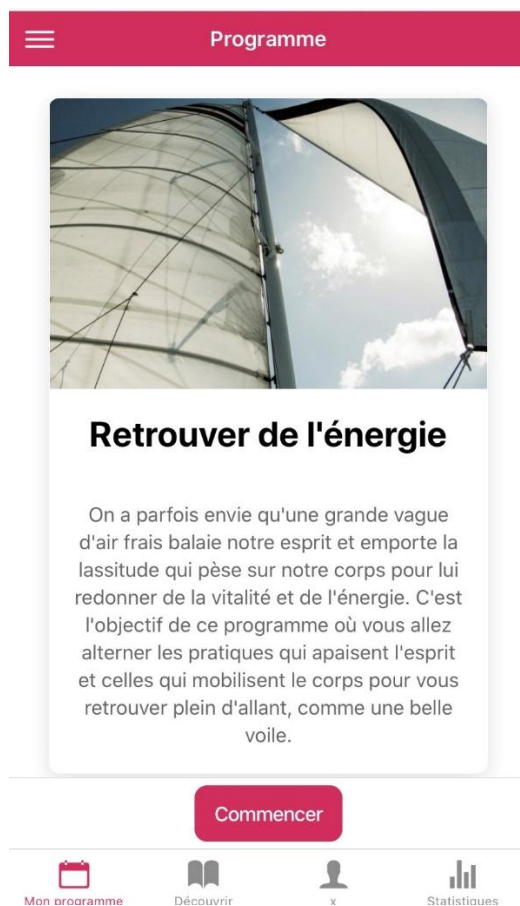 Programme
Retrouver de l'énergie
On a parfois envie qu'une grande vague
d'air frais balaie notre esprit et emporte la
lassitude qui pèse sur notre corps pour lui
redonner de la vitalité et de l'énergie. C'est
l'objectif de ce programme où vous allez
alterner les pratiques qui apaisent l'esprit
et celles qui mobilisent le corps pour vous
retrouver plein d'allant, comme une belle
voile.
Commencer
Mon programme Découvrir x Statistiques